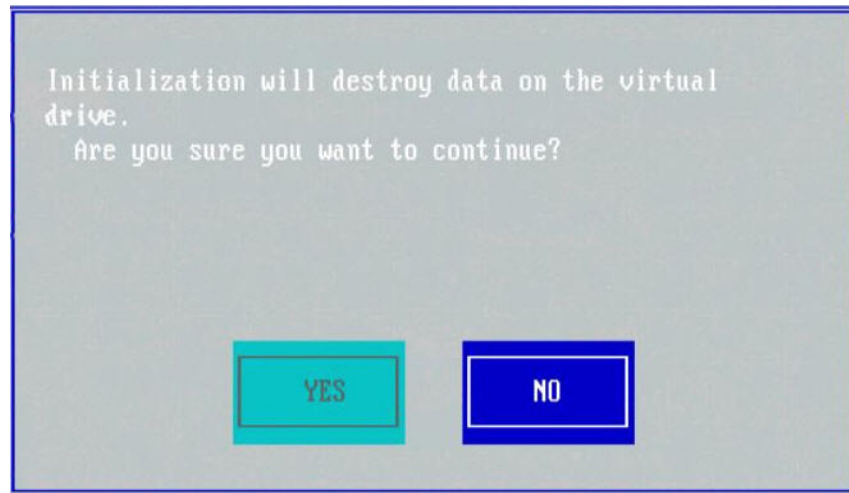 Initialization will destroy data on the virtual
drive.
Are you sure you want to continue?
YES
NO